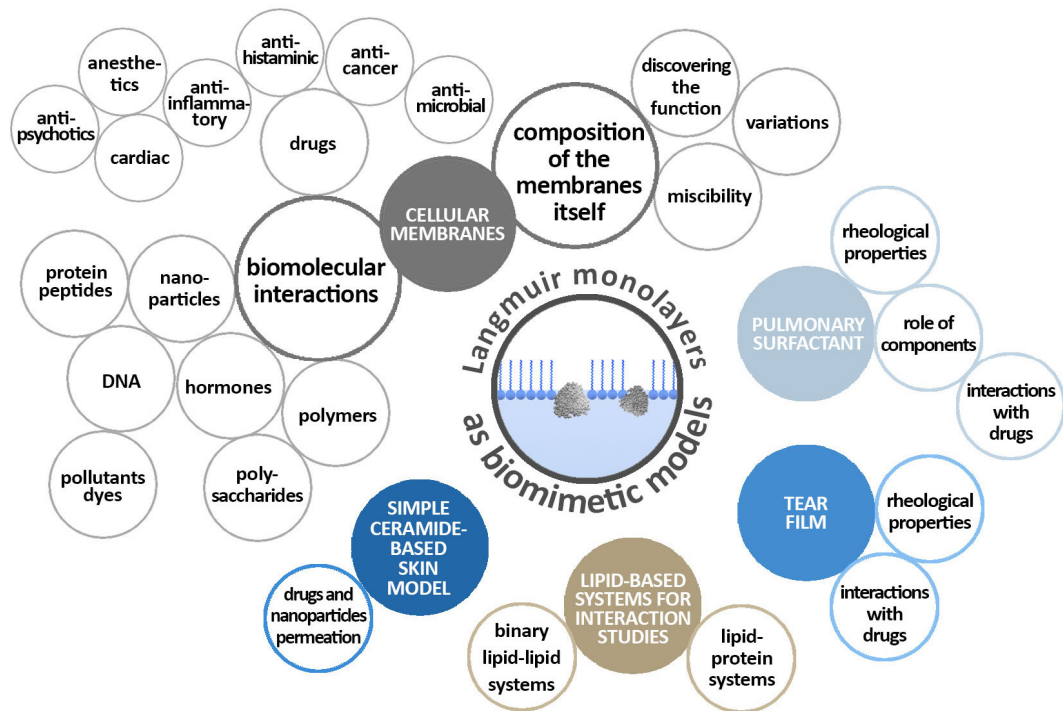 anti-
histaminic
anti-
cancer
anesthe-
tics
anti-
inflamma-
tory
anti-
microbial
anti-
psychotics
cardiac
drugs
discovering
the
function
variations
composition
of the
membranes
itself
miscibility
CELLULAR
MEMBRANES
biomolecular
interactions
protein
peptides
nano-
particles
DNA
hormones
polymers
pollutants
dyes
poly-
saccharides
Langmuir monolayers
as biomimetic models
rheological
properties
PULMONARY
SURFACTANT
role of
components
interactions
with
drugs
TEAR
FILM
rheological
properties
interactions
with
drugs
SIMPLE
CERAMIDE-
BASED
SKIN
MODEL
drugs and
nanoparticles
permeation
LIPID-BASED
SYSTEMS FOR
INTERACTION
STUDIES
binary
lipid-lipid
systems
lipid-
protein
systems